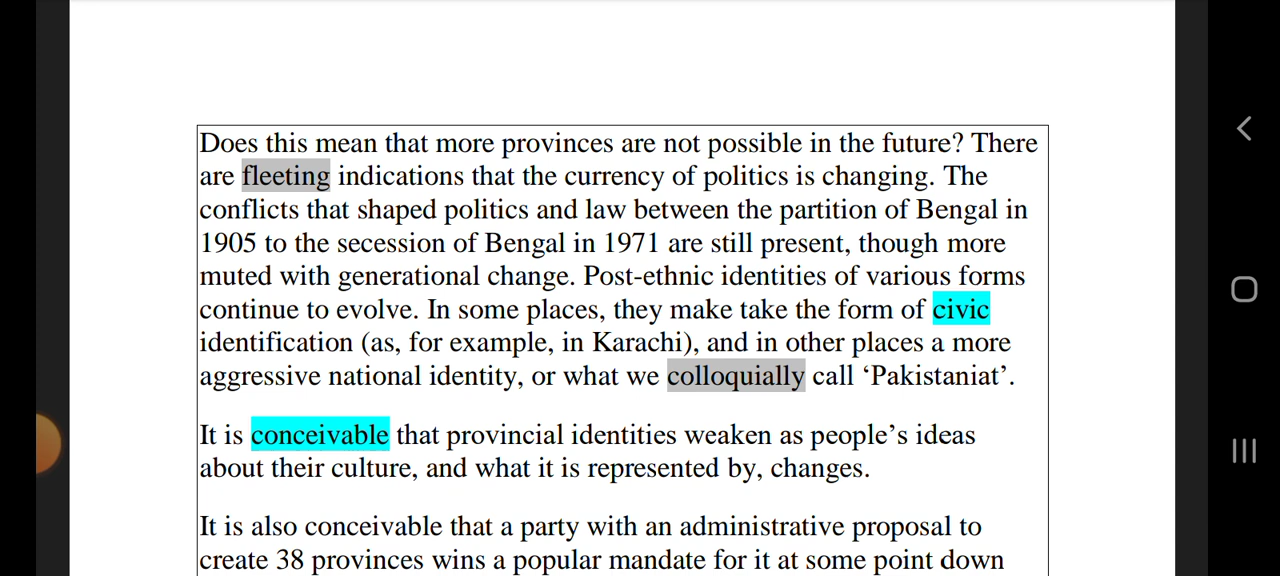 Does this mean that more provinces are not possible in the future? There
are fleeting indications that the currency of politics is changing. The
conflicts that shaped politics and law between the partition of Bengal in
1905 to the secession of Bengal in 1971 are still present, though more
muted with generational change. Post-ethnic identities of various forms
continue to evolve. In some places, they make take the form of civic
identification (as, for example, in Karachi), and in other places a more
aggressive national identity, or what we colloquially call ‘Pakistaniat’.
It is conceivable that provincial identities weaken as people’s ideas
about their culture, and what it is represented by, changes.
It is also conceivable that a party with an administrative proposal to
create 38 provinces wins a popular mandate for it at some point down